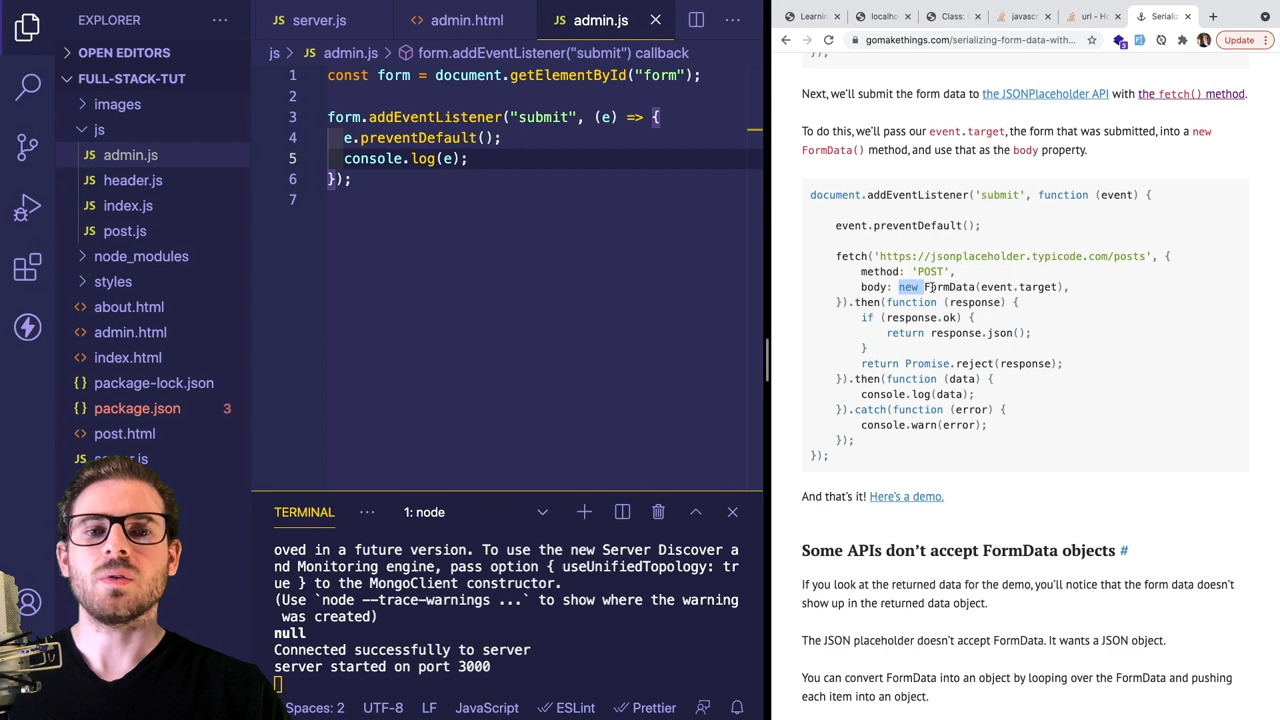 EXPLORER
OPEN EDITORS
FULL-STACK-TUT
images
js
JS admin.js
JS header.js
JS index.js
JS post.js
node_modules
styles
<> about.html
<> admin.html
<> index.html
{} package-lock.json
{} package.json 3
<> post.html
JS server.js
<> admin.html
JS admin.js
js > JS admin.js > form.addEventListener("submit") callback
1 const form = document.getElementById("form");
2
3 form.addEventListener("submit", (e) => {
4 e.preventDefault();
5 console.log(e);
6 });
7
TERMINAL
1: node
oved in a future version. To use the new Server Discover a
nd Monitoring engine, pass option { useUnifiedTopology: tr
ue } to the MongoClient constructor.
(Use `node --trace-warnings ...` to show where the warning
was created)
null
Connected successfully to server
server started on port 3000
Spaces: 2 UTF-8 LF JavaScript ESLint Prettier
Learnin
localho
Class:
javascr
url - H
Serializ
gomakethings.com/serializing-form-data-with...
3
Update
});
Next, we'll submit the form data to the JSONPlaceholder API with the fetch() method.
To do this, we'll pass our event.target, the form that was submitted, into a new
FormData() method, and use that as the body property.
document.addEventListener('submit', function (event) {
event.preventDefault();
fetch('https://jsonplaceholder.typicode.com/posts', {
method: 'POST',
body: new FormData(event.target),
}).then(function (response) {
if (response.ok) {
return response.json();
}
return Promise.reject(response);
}).then(function (data) {
console.log(data);
}).catch(function (error) {
console.warn(error);
});
});
And that's it! Here's a demo.
Some APIs don't accept FormData objects #
If you look at the returned data for the demo, you'll notice that the form data doesn't
show up in the returned data object.
The JSON placeholder doesn't accept FormData. It wants a JSON object.
You can convert FormData into an object by looping over the FormData and pushing
each item into an object.